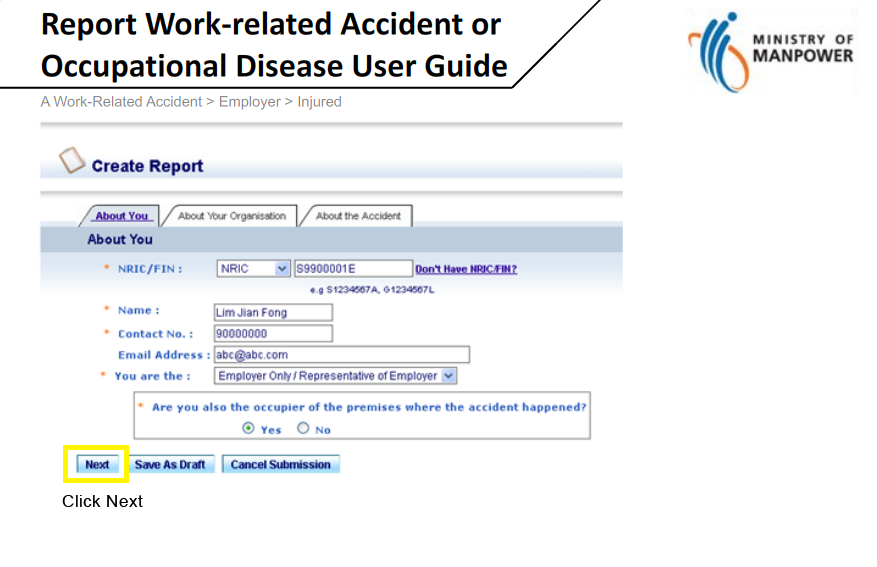 Report Work-related Accident or
Occupational Disease User Guide
MINISTRY OF
MANPOWER
A Work-Related Accident > Employer > Injured
Create Report
About You About Your Organisation About the Accident
About You
* NRIC/FIN : NRIC S9900001E Don't Have NRIC/FIN?
e.g S1234567A, G1234567L
* Name : Lim Jian Fong
* Contact No. : 90000000
Email Address : abc@abc.com
* You are the : Employer Only / Representative of Employer
* Are you also the occupier of the premises where the accident happened?
Yes No
Next Save As Draft Cancel Submission
Click Next